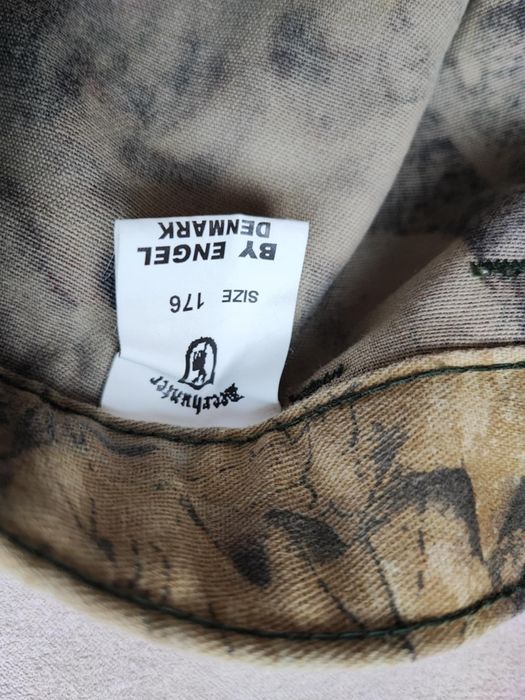 Deerhunter
SIZE 176
BY ENGEL
DENMARK